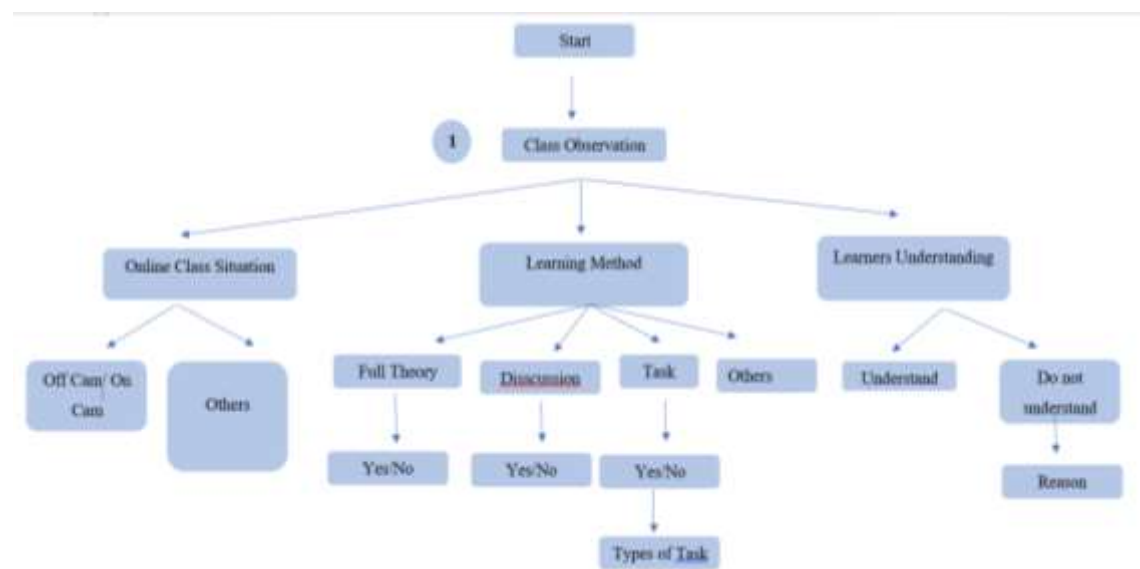 Start
1
Class Observation
Online Class Situation
Learning Method
Learners Understanding
Off Cam/ On
Cam
Others
Full Theory
Disscussion
Task
Others
Understand
Do not
understand
Yes/No
Yes/No
Yes/No
Reason
Types of Task